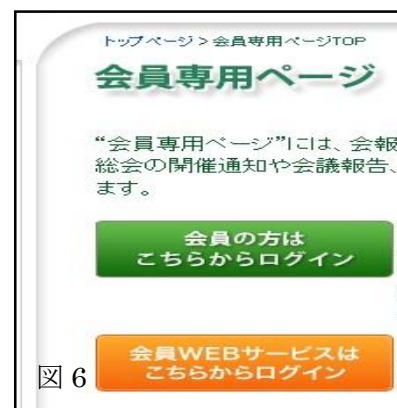 トップページ>会員専用ページTOP
会員専用ページ
“会員専用ページ”には、会報
総会の開催通知や会議報告、
ます。
会員の方は
こちらからログイン
会員WEBサービスは
こちらからログイン
図6